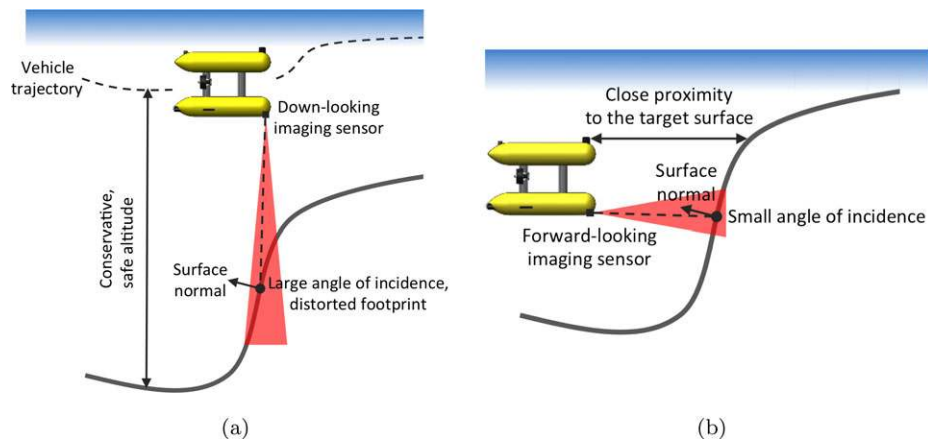 Vehicle
trajectory
Down-looking
imaging sensor
Conservative,
safe altitude
Surface
normal
Large angle of incidence,
distorted footprint
(a)
Close proximity
to the target surface
Surface
normal
Small angle of incidence
Forward-looking
imaging sensor
(b)